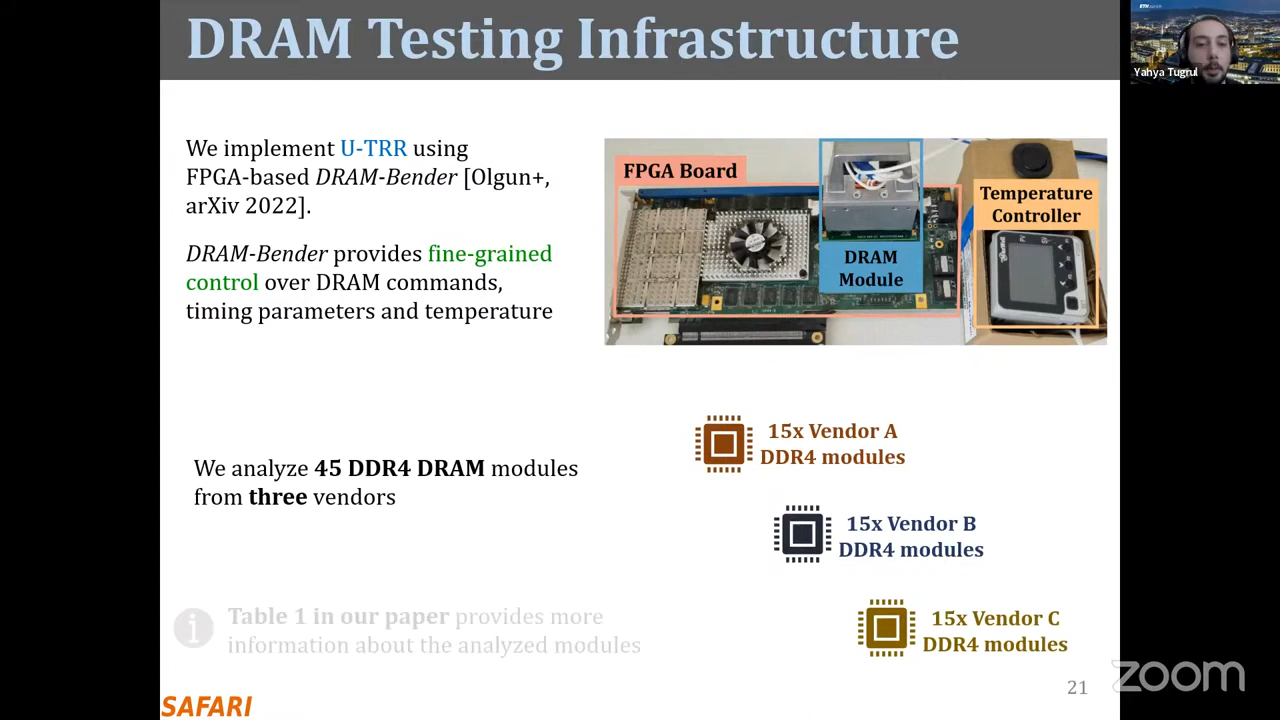 DRAM Testing Infrastructure
ETH zürich
Yahya Tugrul
We implement U-TRR using
FPGA-based DRAM-Bender [Olgun+,
arXiv 2022].
DRAM-Bender provides fine-grained
control over DRAM commands,
timing parameters and temperature
FPGA Board
DRAM
Module
Temperature
Controller
We analyze 45 DDR4 DRAM modules
from three vendors
15x Vendor A
DDR4 modules
15x Vendor B
DDR4 modules
15x Vendor C
DDR4 modules
i
Table 1 in our paper provides more
information about the analyzed modules
SAFARI
21
zoom